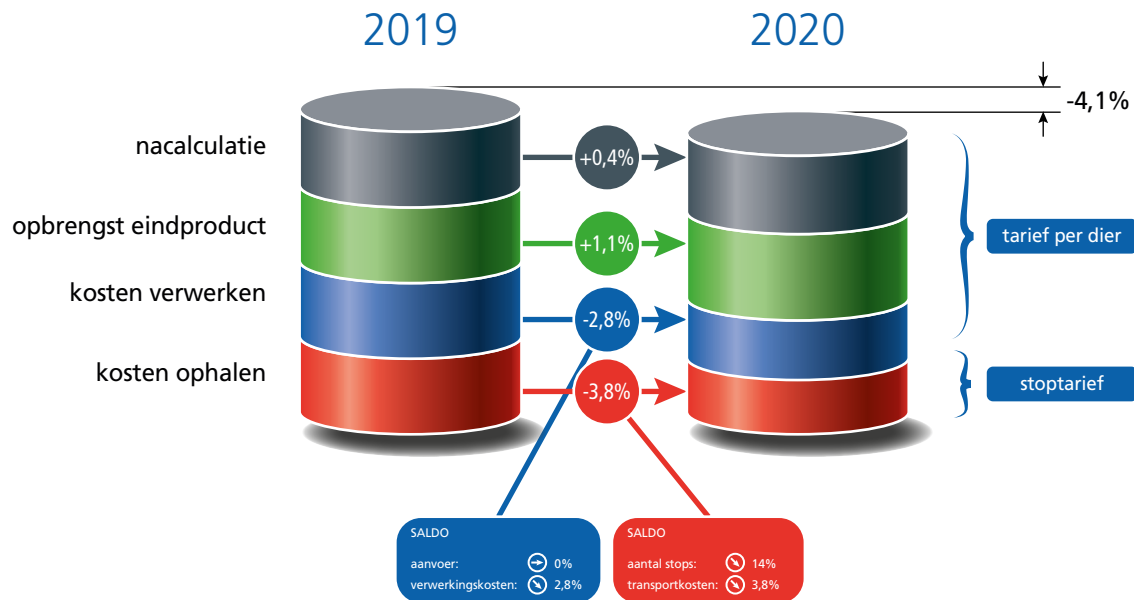 2019
2020
-4,1%
nacalculatie
+0,4%
opbrengst eindproduct
+1,1%
tarief per dier
kosten verwerken
-2,8%
kosten ophalen
-3,8%
stoptarief
SALDO
aanvoer: 0%
verwerkingskosten: 2,8%
SALDO
aantal stops: 14%
transportkosten: 3,8%